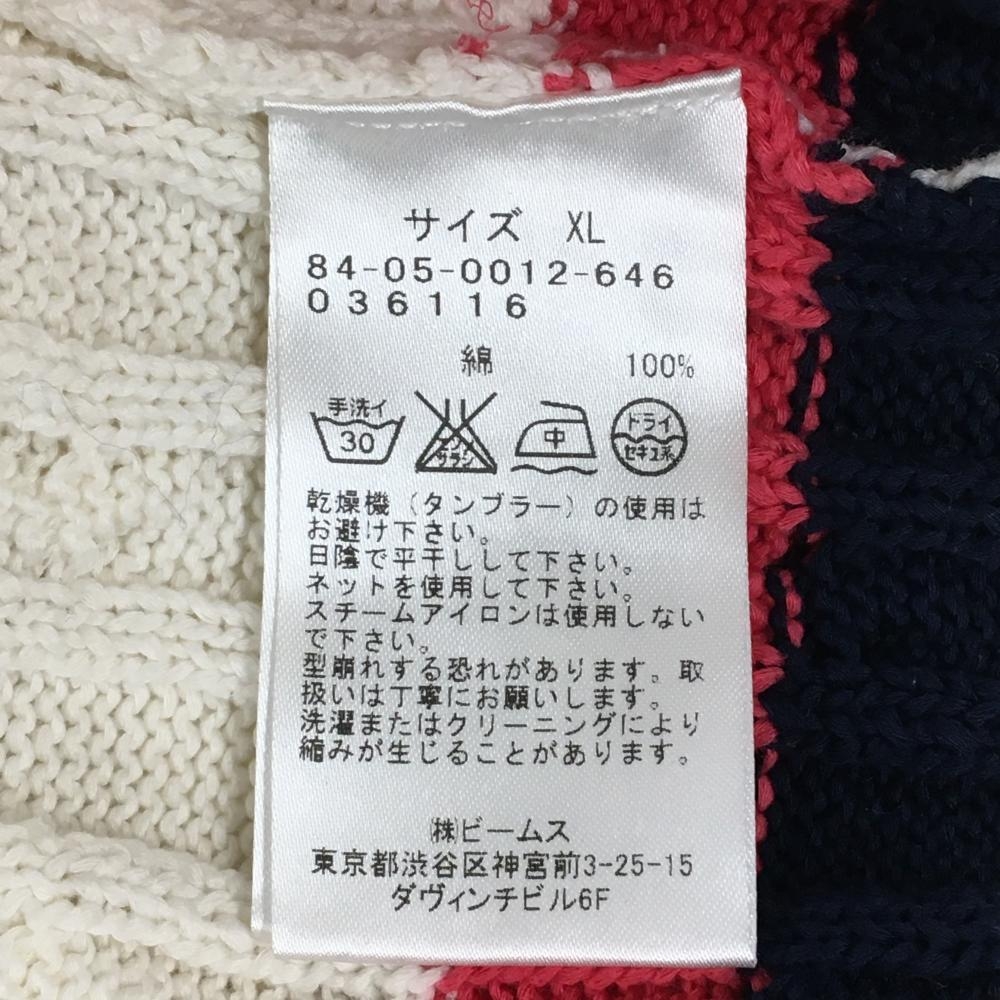 サイズ XL
84-05-0012-646
036116
綿 100%
手洗イ
30
エンソ
サラシ
中
ドライ
セキユ系
乾燥機（タンブラー）の使用は
お避け下さい。
日陰で平干しして下さい。
ネットを使用して下さい。
スチームアイロンは使用しない
で下さい。
型崩れする恐れがあります。取
扱いは丁寧にお願いします。
洗濯またはクリーニングにより
縮みが生じることがあります。
㈱ビームス
東京都渋谷区神宮前3-25-15
ダヴィンチビル6F